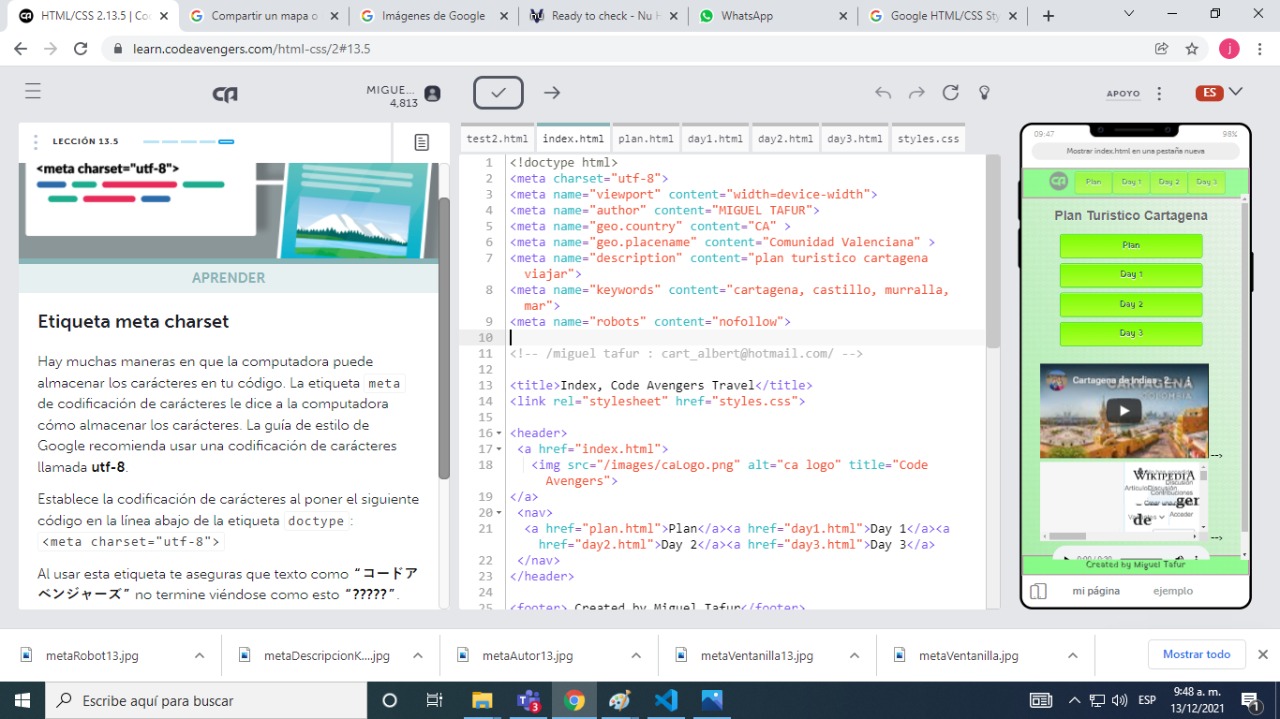 HTML/CSS 2.13.5 | Co
Compartir un mapa o
Imágenes de Google
Ready to check - Nu H
WhatsApp
Google HTML/CSS Sty
learn.codeavengers.com/html-css/2#13.5
j
MIGUE...
4,813
APOYO
ES
LECCIÓN 13.5
<meta charset="utf-8">
APRENDER
Etiqueta meta charset
Hay muchas maneras en que la computadora puede
almacenar los carácteres en tu código. La etiqueta meta
de codificación de carácteres le dice a la computadora
cómo almacenar los carácteres. La guía de estilo de
Google recomienda usar una codificación de carácteres
llamada utf-8.
Establece la codificación de carácteres al poner el siguiente
código en la línea abajo de la etiqueta doctype :
<meta charset="utf-8">
Al usar esta etiqueta te aseguras que texto como “コードア
ベンジャーズ” no termine viéndose como esto “?????”.
test2.html index.html plan.html day1.html day2.html day3.html styles.css
1 <!doctype html>
2 <meta charset="utf-8">
3 <meta name="viewport" content="width=device-width">
4 <meta name="author" content="MIGUEL TAFUR">
5 <meta name="geo.country" content="CA" >
6 <meta name="geo.placename" content="Comunidad Valenciana" >
7 <meta name="description" content="plan turistico cartagena
viajar">
8 <meta name="keywords" content="cartagena, castillo, murralla,
mar">
9 <meta name="robots" content="nofollow">
10
11 <!-- /miguel tafur : cart_albert@hotmail.com/ -->
12
13 <title>Index, Code Avengers Travel</title>
14 <link rel="stylesheet" href="styles.css">
15
16 <header>
17 <a href="index.html">
18 <img src="/images/caLogo.png" alt="ca logo" title="Code
Avengers">
19 </a>
20 <nav>
21 <a href="plan.html">Plan</a><a href="day1.html">Day 1</a><a
href="day2.html">Day 2</a><a href="day3.html">Day 3</a>
22 </nav>
23 </header>
24
25 <footer> Created by Miguel Tafur</footer>
09:47 98%
Mostrar index.html en una pestaña nueva
Plan Day 1 Day 2 Day 3
Plan Turistico Cartagena
Plan
Day 1
Day 2
Day 3
Cartagena de Indias - 2
CARTAGENA
COLOMBIA
-->
WIKIPEDIA
Discusión
ArtículoDiscusión
Contribuciones
Crear una
ger
Acceder
de
-->
0:00 / 0:30
Created by Miguel Tafur
mi página
ejemplo
metaRobot13.jpg
metaDescripcionK....jpg
metaAutor13.jpg
metaVentanilla13.jpg
metaVentanilla.jpg
Mostrar todo
Escribe aquí para buscar
3
ESP
9:48 a. m.
13/12/2021
1